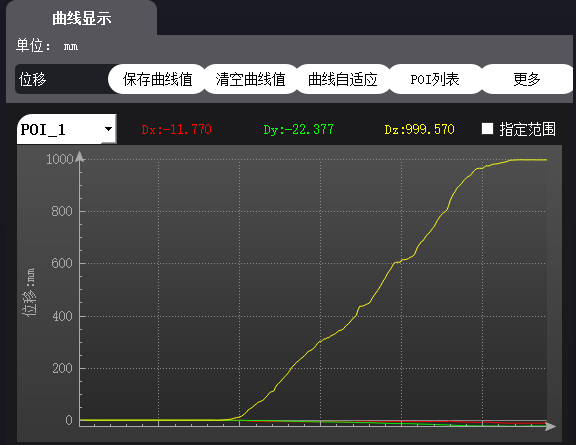 曲线显示
单位: mm
位移 保存曲线值 清空曲线值 曲线自适应 POI列表 更多
POI_1 Dx:-11.770 Dy:-22.377 Dz:999.570 指定范围
1000
800
600
400
200
0
位移:mm